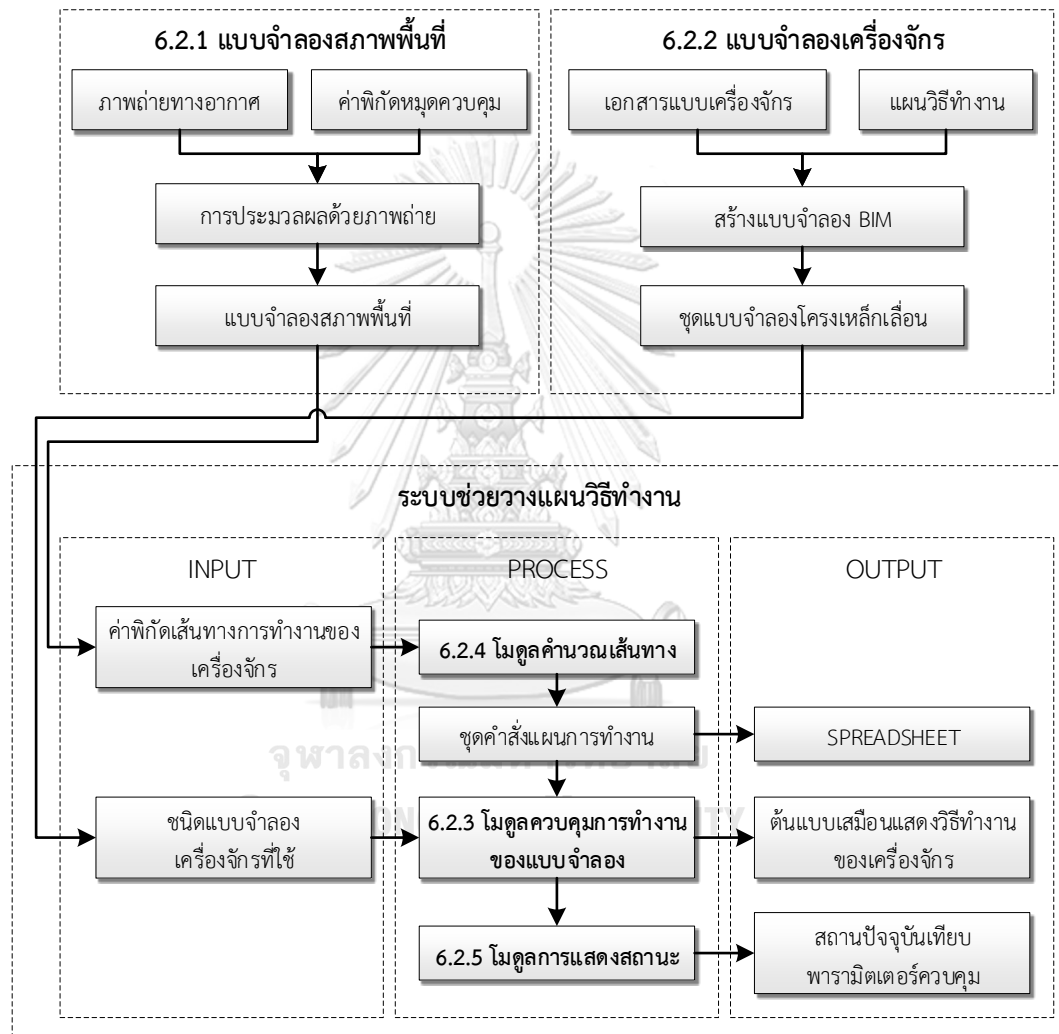 6.2.1 แบบจำลองสภาพพื้นที่
ภาพถ่ายทางอากาศ
ค่าพิกัดหมุดควบคุม
การประมวลผลด้วยภาพถ่าย
แบบจำลองสภาพพื้นที่
6.2.2 แบบจำลองเครื่องจักร
เอกสารแบบเครื่องจักร
แผนวิธีทำงาน
สร้างแบบจำลอง BIM
ชุดแบบจำลองโครงเหล็กเลื่อน
ระบบช่วยวางแผนวิธีทำงาน
INPUT
ค่าพิกัดเส้นทางการทำงานของ
เครื่องจักร
ชนิดแบบจำลอง
เครื่องจักรที่ใช้
PROCESS
6.2.4 โมดูลคำนวณเส้นทาง
ชุดคำสั่งแผนการทำงาน
6.2.3 โมดูลควบคุมการทำงาน
ของแบบจำลอง
6.2.5 โมดูลการแสดงสถานะ
OUTPUT
SPREADSHEET
ต้นแบบเสมือนแสดงวิธีทำงาน
ของเครื่องจักร
สถานปัจจุบันเทียบ
พารามิตเตอร์ควบคุม